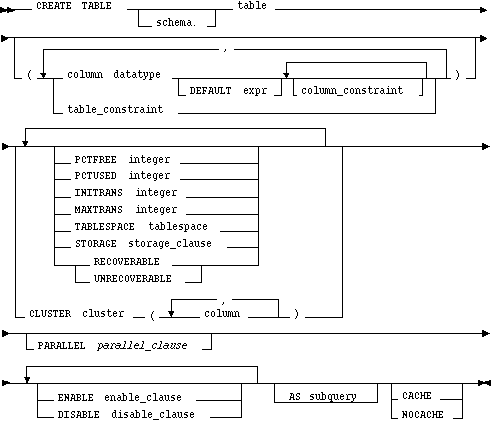 CREATE TABLE schema. table
,
( column datatype DEFAULT expr column_constraint )
table_constraint
PCTFREE integer
PCTUSED integer
INITRANS integer
MAXTRANS integer
TABLESPACE tablespace
STORAGE storage_clause
RECOVERABLE
UNRECOVERABLE
,
CLUSTER cluster ( column )
PARALLEL parallel_clause
ENABLE enable_clause AS subquery CACHE
DISABLE disable_clause NOCACHE